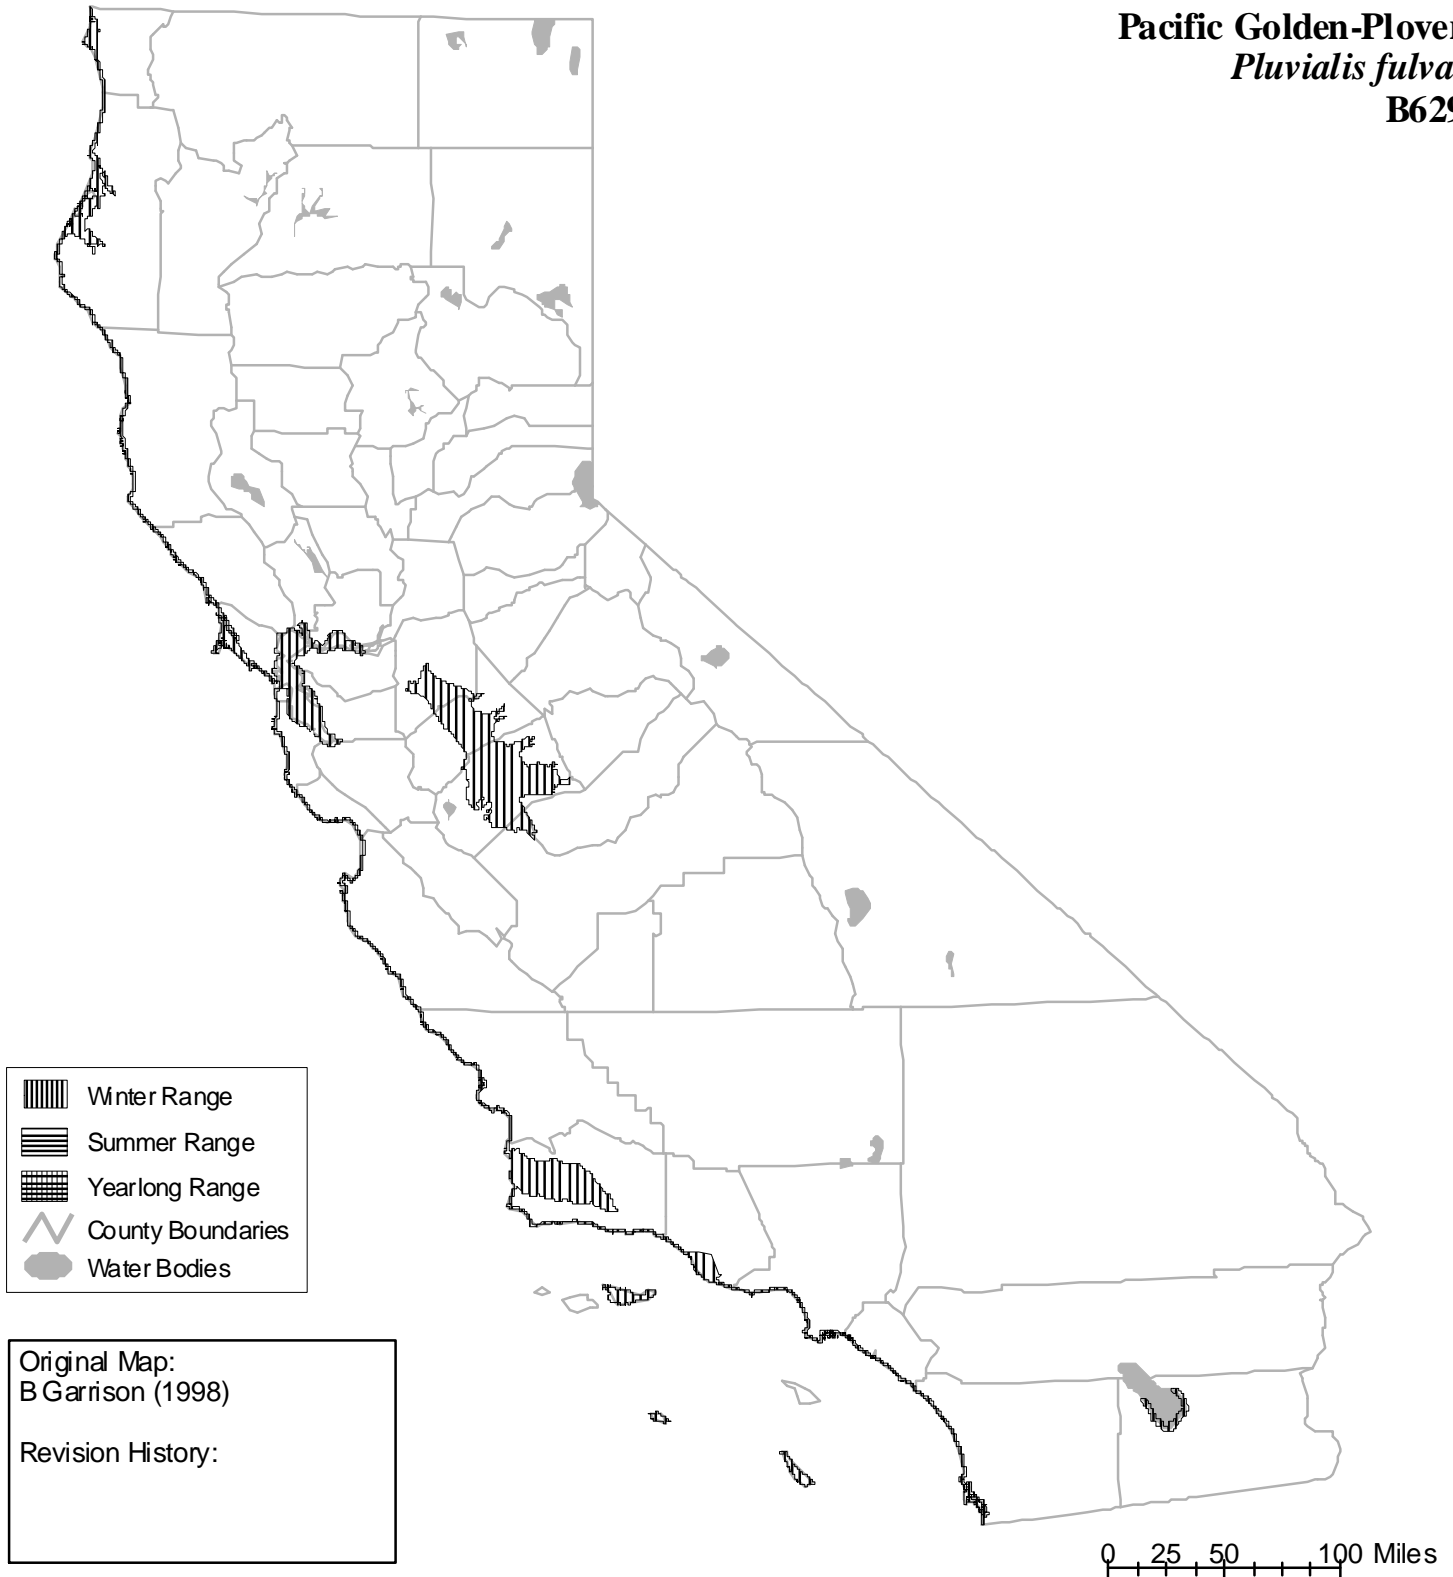 Pacific Golden-Plover
Pluvialis fulva
B629
Winter Range
Summer Range
Yearlong Range
County Boundaries
Water Bodies
Original Map:
B Garrison (1998)
Revision History:
0 25 50 100 Miles